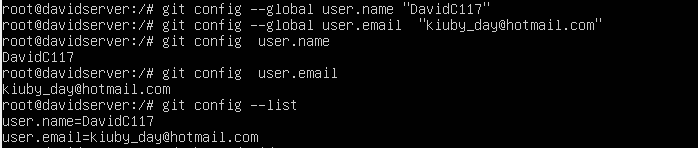 root@davidserver:/# git config --global user.name "DavidC117"
root@davidserver:/# git config --global user.email  "kiuby_day@hotmail.com"
root@davidserver:/# git config  user.name
DavidC117
root@davidserver:/# git config  user.email
kiuby_day@hotmail.com
root@davidserver:/# git config --list
user.name=DavidC117
user.email=kiuby_day@hotmail.com